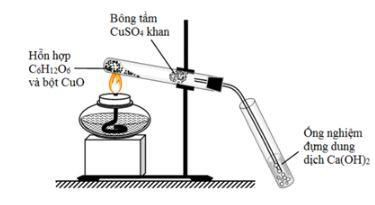 Bông tẩm
CuSO4 khan
Hỗn hợp
C6H12O6
và bột CuO
Ống nghiệm
đựng dung
dịch Ca(OH)2